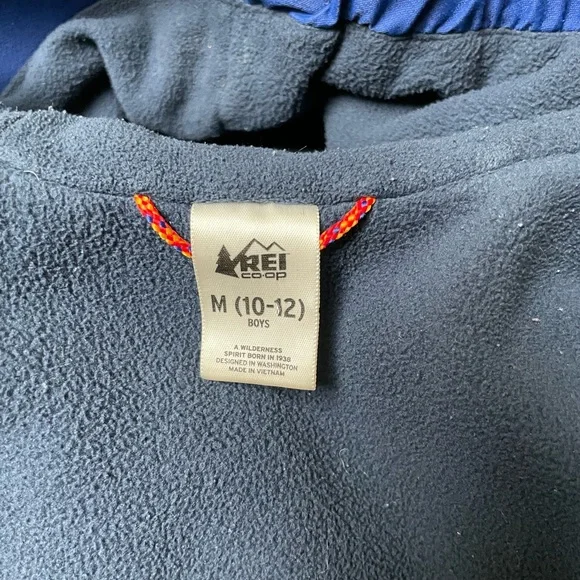 REI
CO·OP
M (10-12)
BOYS
A WILDERNESS
SPIRIT BORN IN 1938
DESIGNED IN WASHINGTON
MADE IN VIETNAM